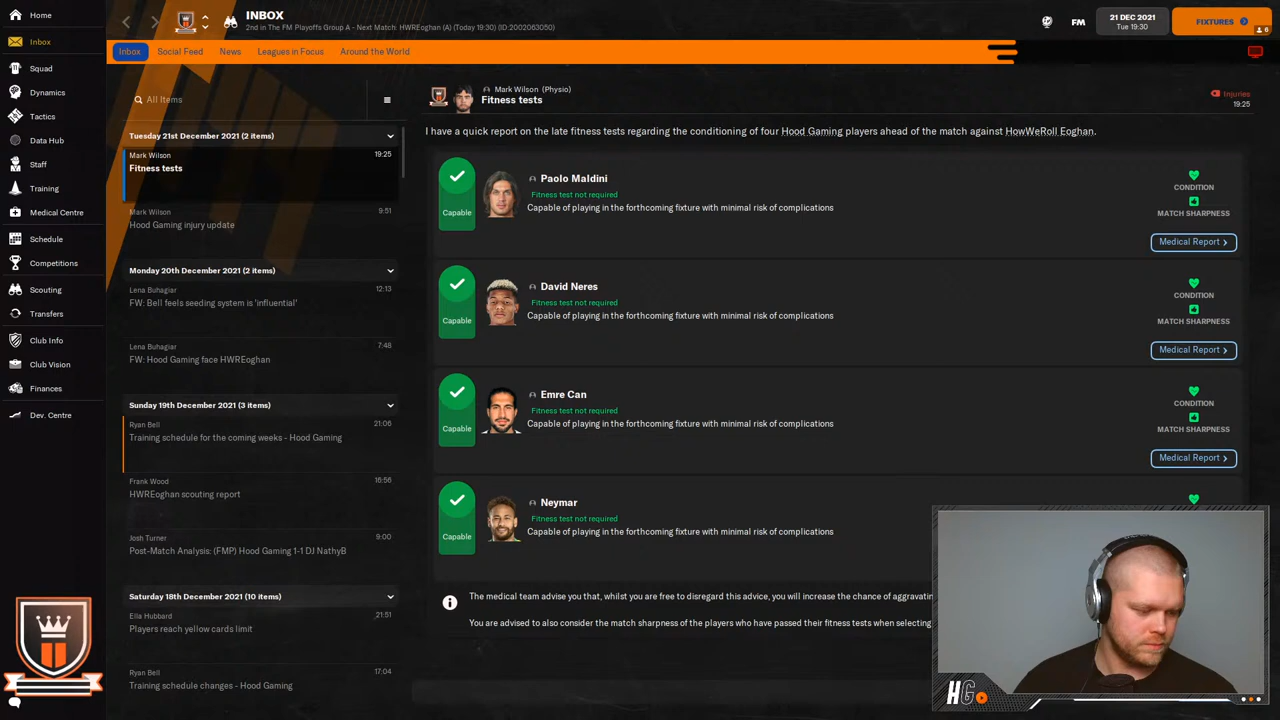 Home
Inbox
Squad
Dynamics
Tactics
Data Hub
Staff
Training
Medical Centre
Schedule
Competitions
Scouting
Transfers
Club Info
Club Vision
Finances
Dev. Centre
INBOX
2nd in The FM Playoffs Group A - Next Match: HWREoghan (A) (Today 19:30) (ID:2002063050)
FM
21 DEC 2021
Tue 19:30
FIXTURES
6
Inbox
Social Feed
News
Leagues in Focus
Around the World
All Items
Tuesday 21st December 2021 (2 items)
Mark Wilson 19:25
Fitness tests
Mark Wilson 9:51
Hood Gaming injury update
Monday 20th December 2021 (2 items)
Lena Buhagiar 12:13
FW: Bell feels seeding system is 'influential'
Lena Buhagiar 7:48
FW: Hood Gaming face HWREoghan
Sunday 19th December 2021 (3 items)
Ryan Bell 21:06
Training schedule for the coming weeks - Hood Gaming
Frank Wood 16:56
HWREoghan scouting report
Josh Turner 9:00
Post-Match Analysis: (FMP) Hood Gaming 1-1 DJ NathyB
Saturday 18th December 2021 (10 items)
Ella Hubbard 21:51
Players reach yellow cards limit
Ryan Bell 17:04
Training schedule changes - Hood Gaming
Mark Wilson (Physio)
Fitness tests
Injuries
19:25
I have a quick report on the late fitness tests regarding the conditioning of four Hood Gaming players ahead of the match against HowWeRoll Eoghan.
Capable
Paolo Maldini
Fitness test not required
Capable of playing in the forthcoming fixture with minimal risk of complications
CONDITION
MATCH SHARPNESS
Medical Report
Capable
David Neres
Fitness test not required
Capable of playing in the forthcoming fixture with minimal risk of complications
CONDITION
MATCH SHARPNESS
Medical Report
Capable
Emre Can
Fitness test not required
Capable of playing in the forthcoming fixture with minimal risk of complications
CONDITION
MATCH SHARPNESS
Medical Report
Capable
Neymar
Fitness test not required
Capable of playing in the forthcoming fixture with minimal risk of complications
The medical team advise you that, whilst you are free to disregard this advice, you will increase the chance of aggravatin
You are advised to also consider the match sharpness of the players who have passed their fitness tests when selecting
HG